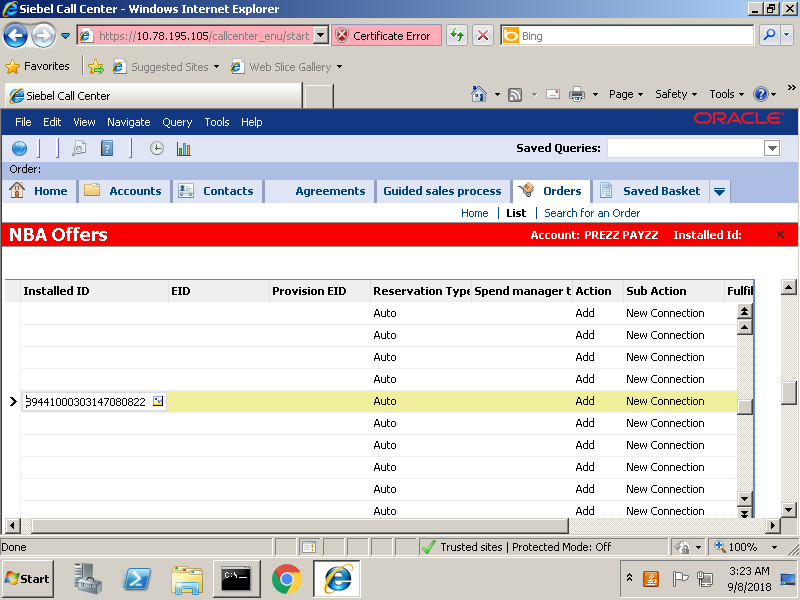 Siebel Call Center - Windows Internet Explorer
https://10.78.195.105/callcenter_enu/start
Certificate Error
Bing
Favorites
Suggested Sites
Web Slice Gallery
Siebel Call Center
Page
Safety
Tools
File Edit View Navigate Query Tools Help
ORACLE
Saved Queries:
Order:
Home Accounts Contacts Agreements Guided sales process Orders Saved Basket
Home | List | Search for an Order
NBA Offers
Account: PREZZ PAYZZ Installed Id:
Installed ID EID Provision EID Reservation Type Spend manager t Action Sub Action Fulfil
Auto Add New Connection
Auto Add New Connection
Auto Add New Connection
Auto Add New Connection
89441000303147080822 Auto Add New Connection
Auto Add New Connection
Auto Add New Connection
Auto Add New Connection
Auto Add New Connection
Auto Add New Connection
Done
Trusted sites | Protected Mode: Off
100%
Start
C:\.
3:23 AM
9/8/2018